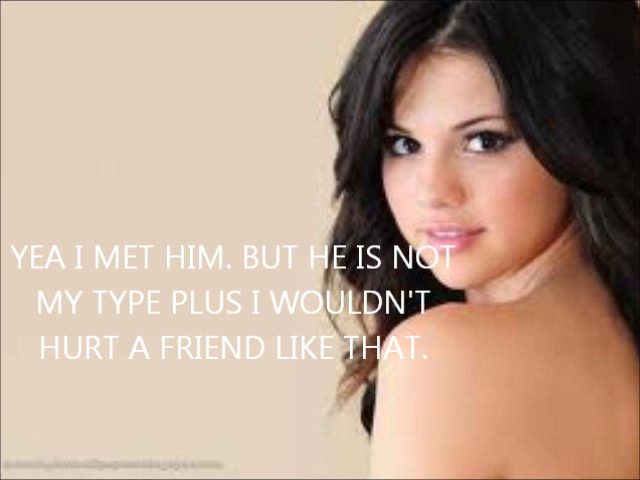 YEA I MET HIM. BUT HE IS NOT
MY TYPE PLUS I WOULDN'T
HURT A FRIEND LIKE THAT.